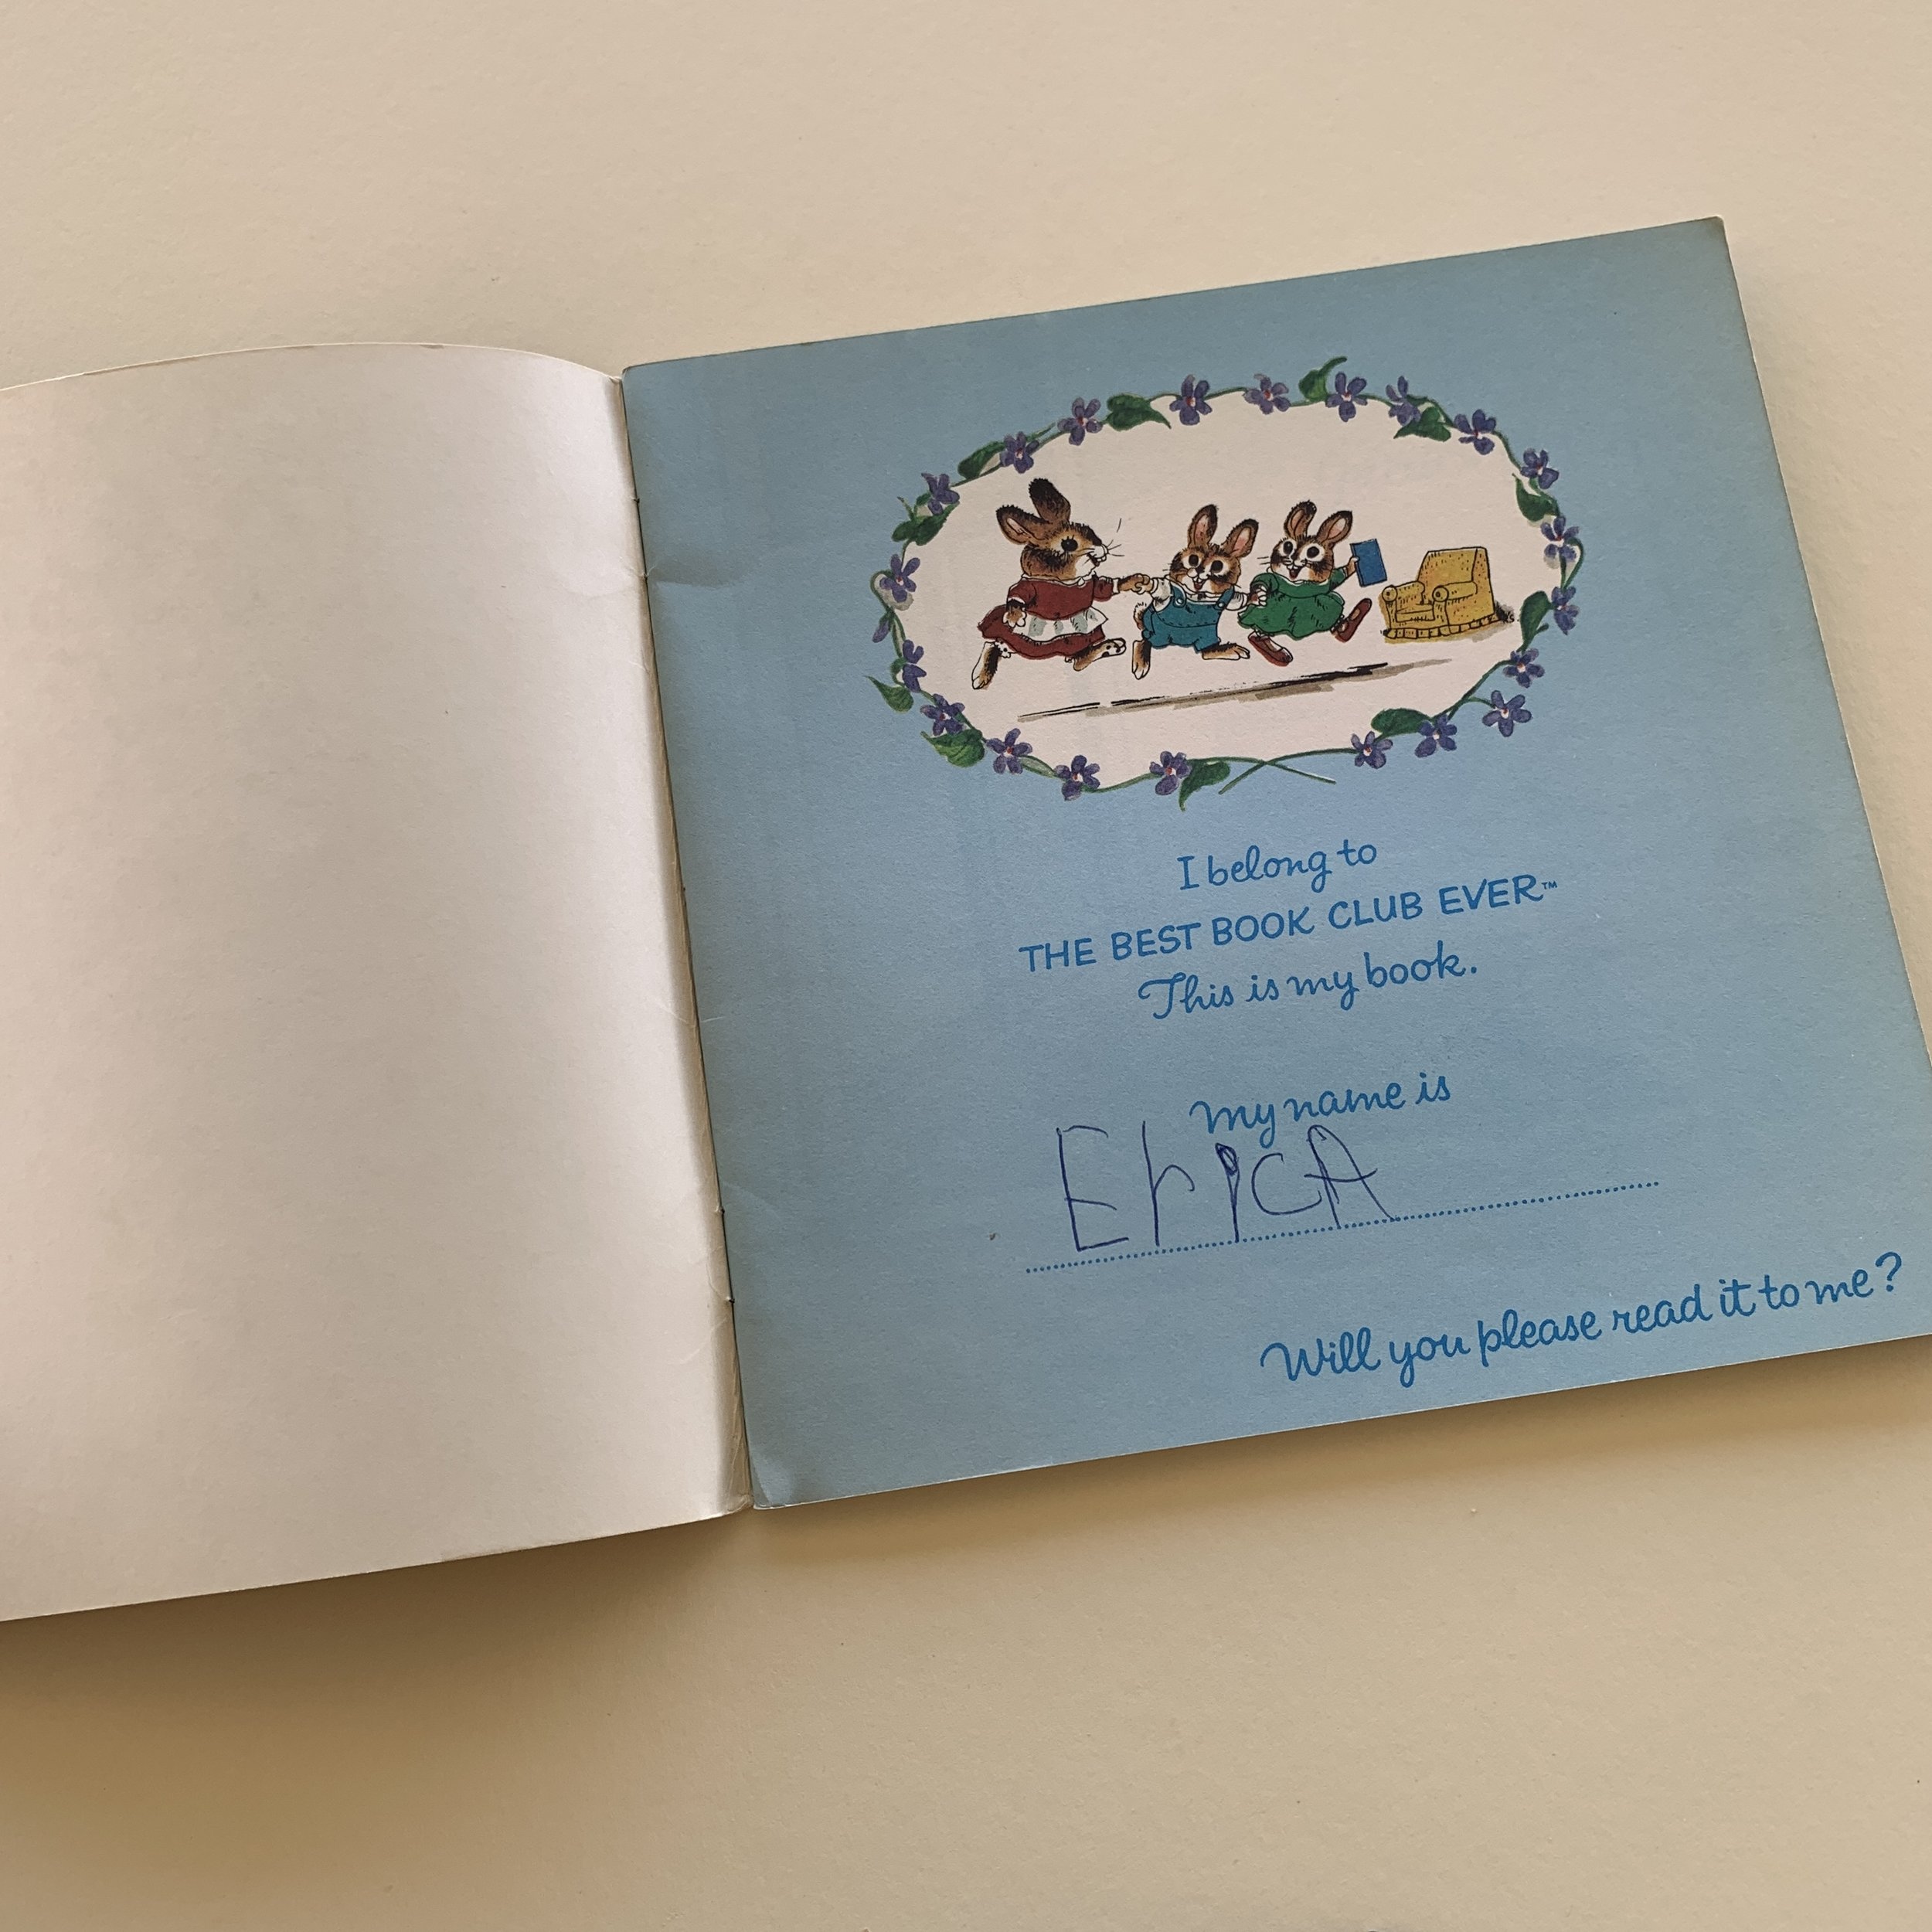 I belong to
THE BEST BOOK CLUB EVER™
This is my book.
My name is
EricA
Will you please read it to me?